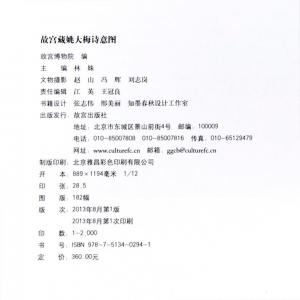 故宫藏姚大梅诗意图
故宫博物院 编
主 编：林 姝
文物摄影：赵 山 冯 辉 刘志岗
责任编辑：江 英 王冠良
书籍设计：张志伟 邢美丽 知墨春秋设计工作室
出版发行：故宫出版社
地址：北京市东城区景山前街4号 邮编：100009
电话：010-85007808 010-85007816 传真：010-65129479
网址：www.culturefc.cn 邮箱：ggcb@culturefc.cn
制版印刷：北京雅昌彩色印刷有限公司
开 本：889×1194毫米 1/12
印 张：28.5
图 版：182幅
版 次：2013年8月第1版
2013年8月第1次印刷
印 数：1-2,000
书 号：ISBN 978-7-5134-0294-1
定 价：360.00元